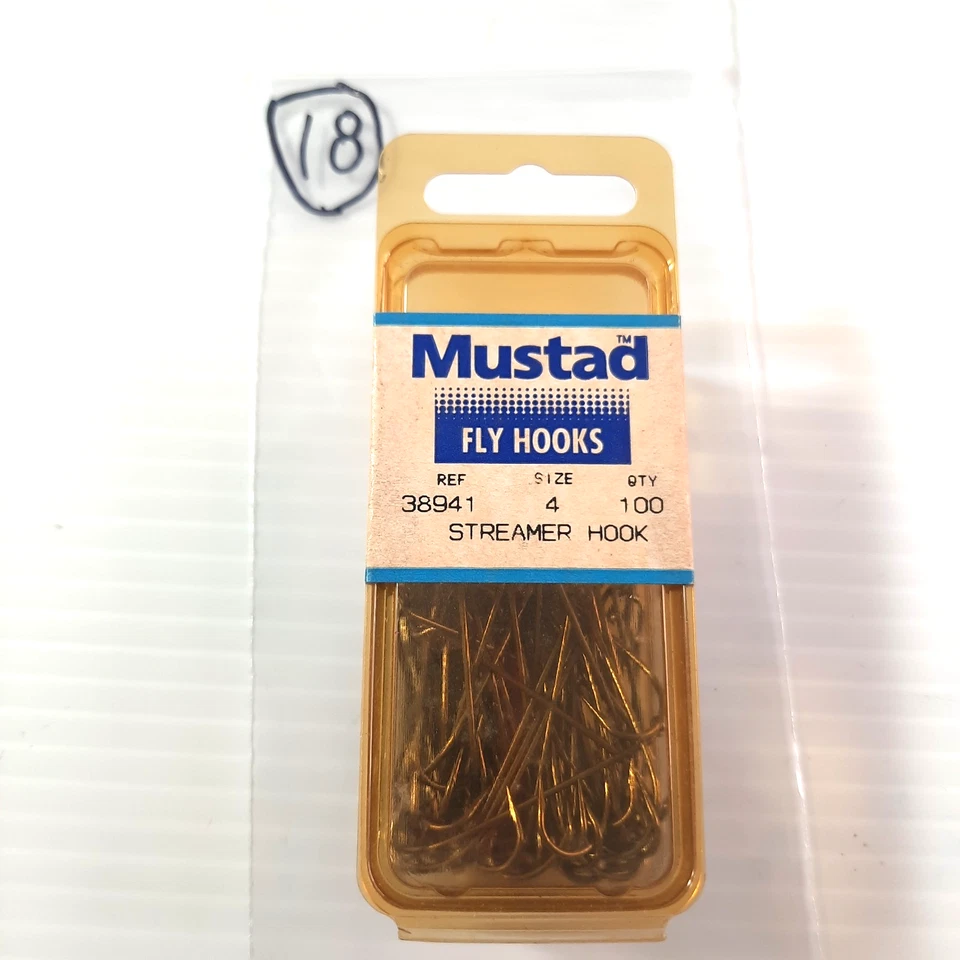 18
Mustad™
FLY HOOKS
REF SIZE QTY
38941 4 100
STREAMER HOOK